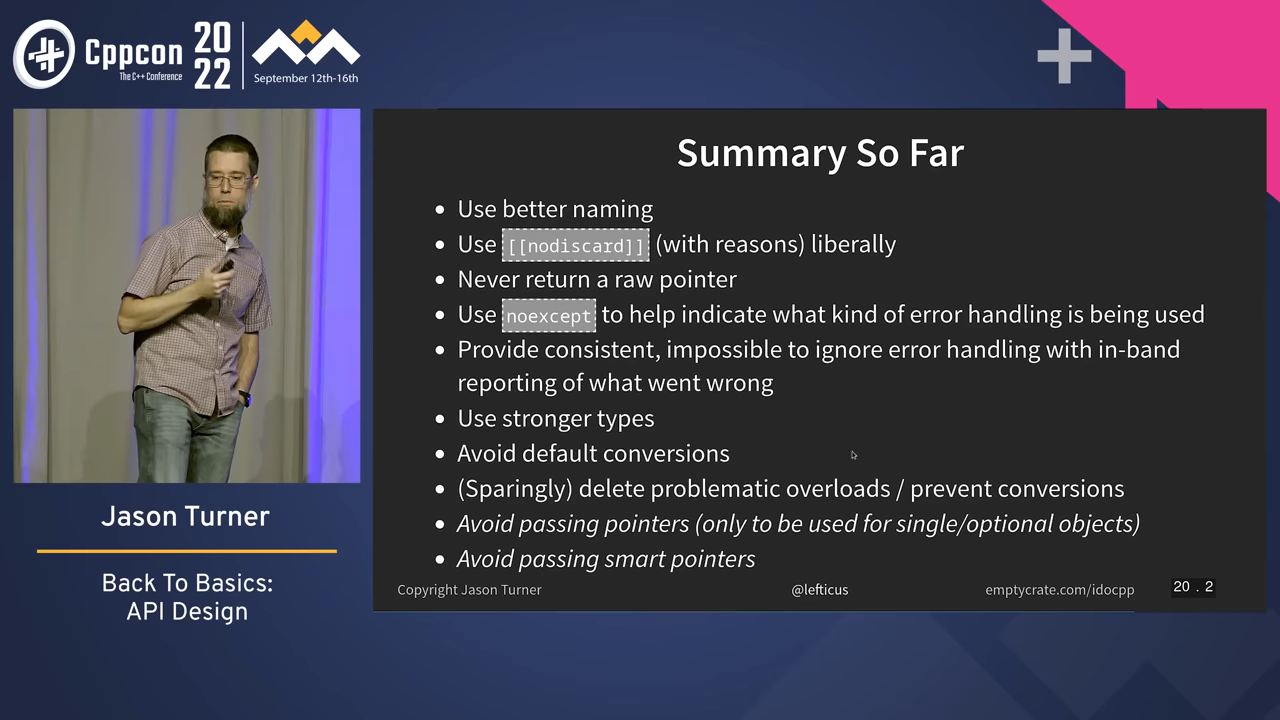 Cppcon
The C++ Conference
20
22
September 12th-16th
Summary So Far
• Use better naming
• Use [[nodiscard]] (with reasons) liberally
• Never return a raw pointer
• Use noexcept to help indicate what kind of error handling is being used
• Provide consistent, impossible to ignore error handling with in-band
reporting of what went wrong
• Use stronger types
• Avoid default conversions
• (Sparingly) delete problematic overloads / prevent conversions
• Avoid passing pointers (only to be used for single/optional objects)
• Avoid passing smart pointers
Copyright Jason Turner
@lefticus
emptycrate.com/idocpp
20 . 2
Jason Turner
Back To Basics:
API Design